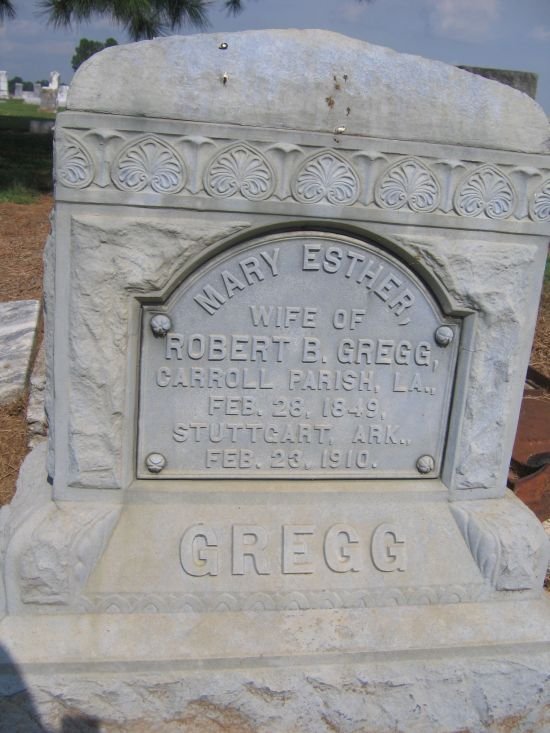 MARY ESTHER,
WIFE OF
ROBERT B. GREGG,
CARROLL PARISH, LA.,
FEB. 28, 1849,
STUTTGART, ARK.,
FEB. 23, 1910.
GREGG